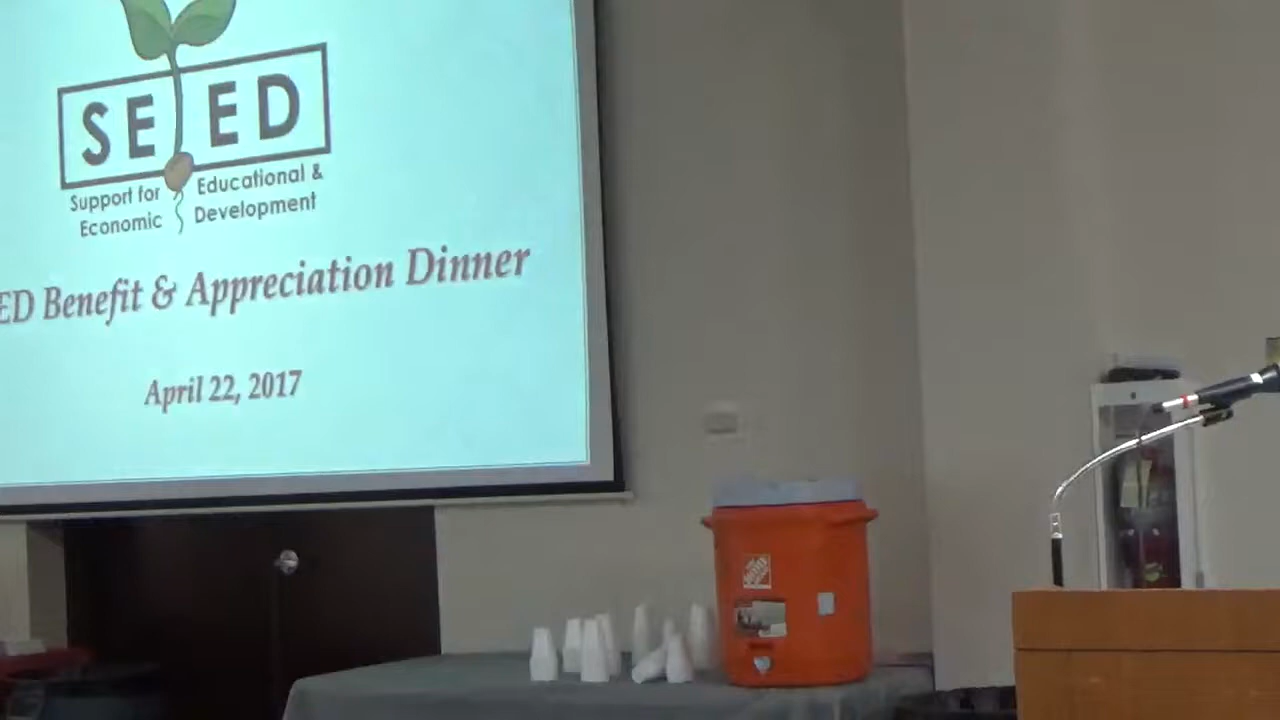 SEED
Support for Educational &
Economic Development
ED Benefit & Appreciation Dinner
April 22, 2017